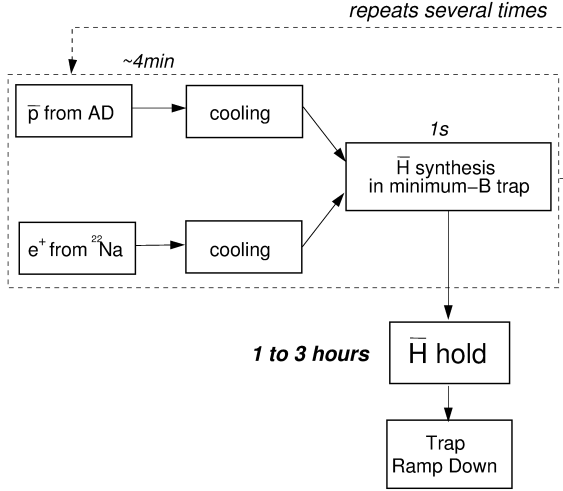 repeats several times
~4min
p̅ from AD
cooling
1s
H̅ synthesis
in minimum−B trap
e⁺ from ²²Na
cooling
1 to 3 hours
H̅ hold
Trap
Ramp Down